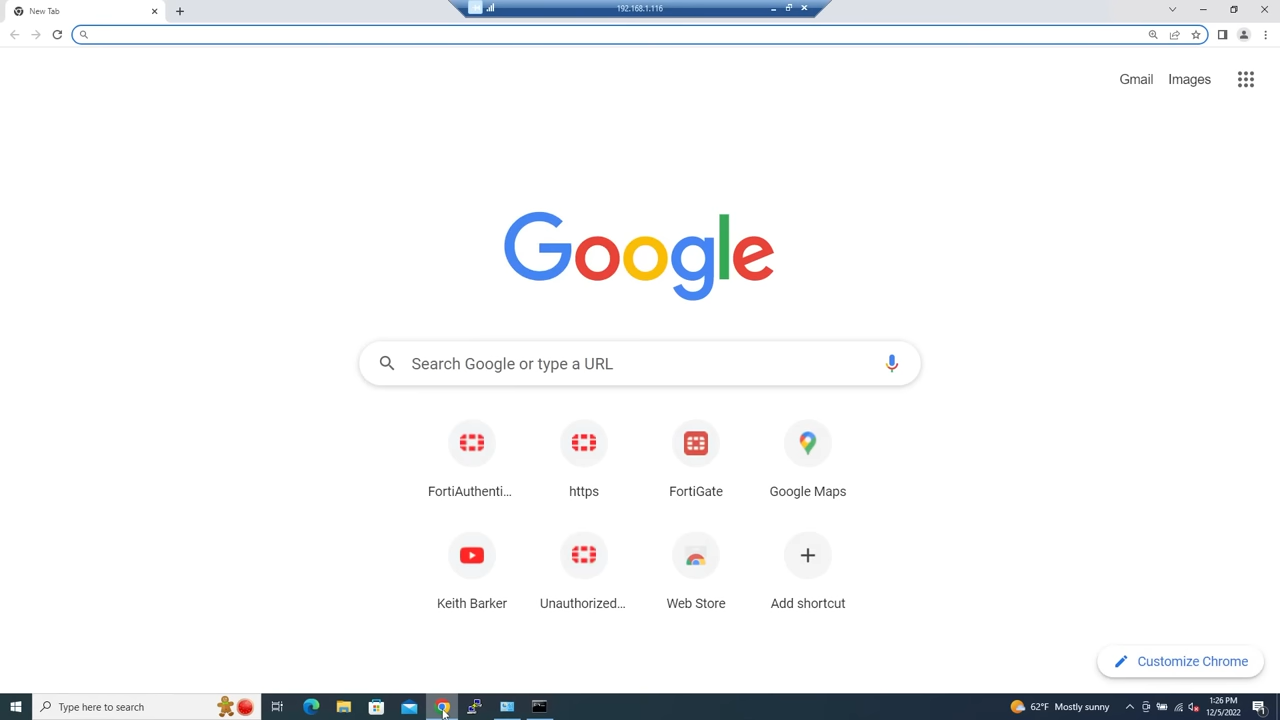 New Tab
192.168.1.116
Gmail
Images
Google
Search Google or type a URL
FortiAuthenti...
https
FortiGate
Google Maps
Keith Barker
Unauthorized...
Web Store
Add shortcut
Customize Chrome
Type here to search
62°F Mostly sunny
1:26 PM
12/5/2022